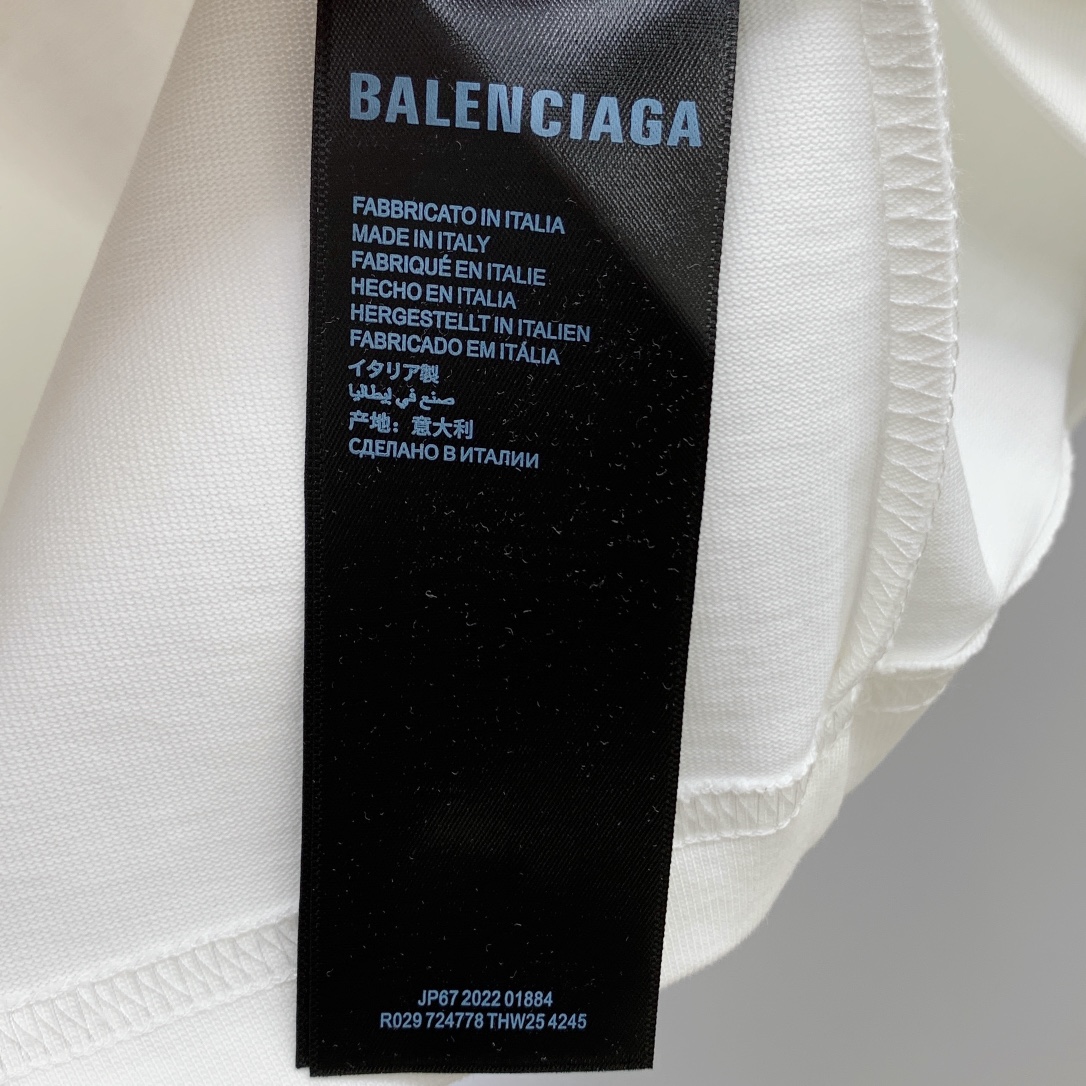 BALENCIAGA
FABBRICATO IN ITALIA
MADE IN ITALY
FABRIQUÉ EN ITALIE
HECHO EN ITALIA
HERGESTELLT IN ITALIEN
FABRICADO EM ITÁLIA
イタリア製
صنع في إيطاليا
产地：意大利
СДЕЛАНО В ИТАЛИИ
JP67 2022 01884
R029 724778 THW25 4245